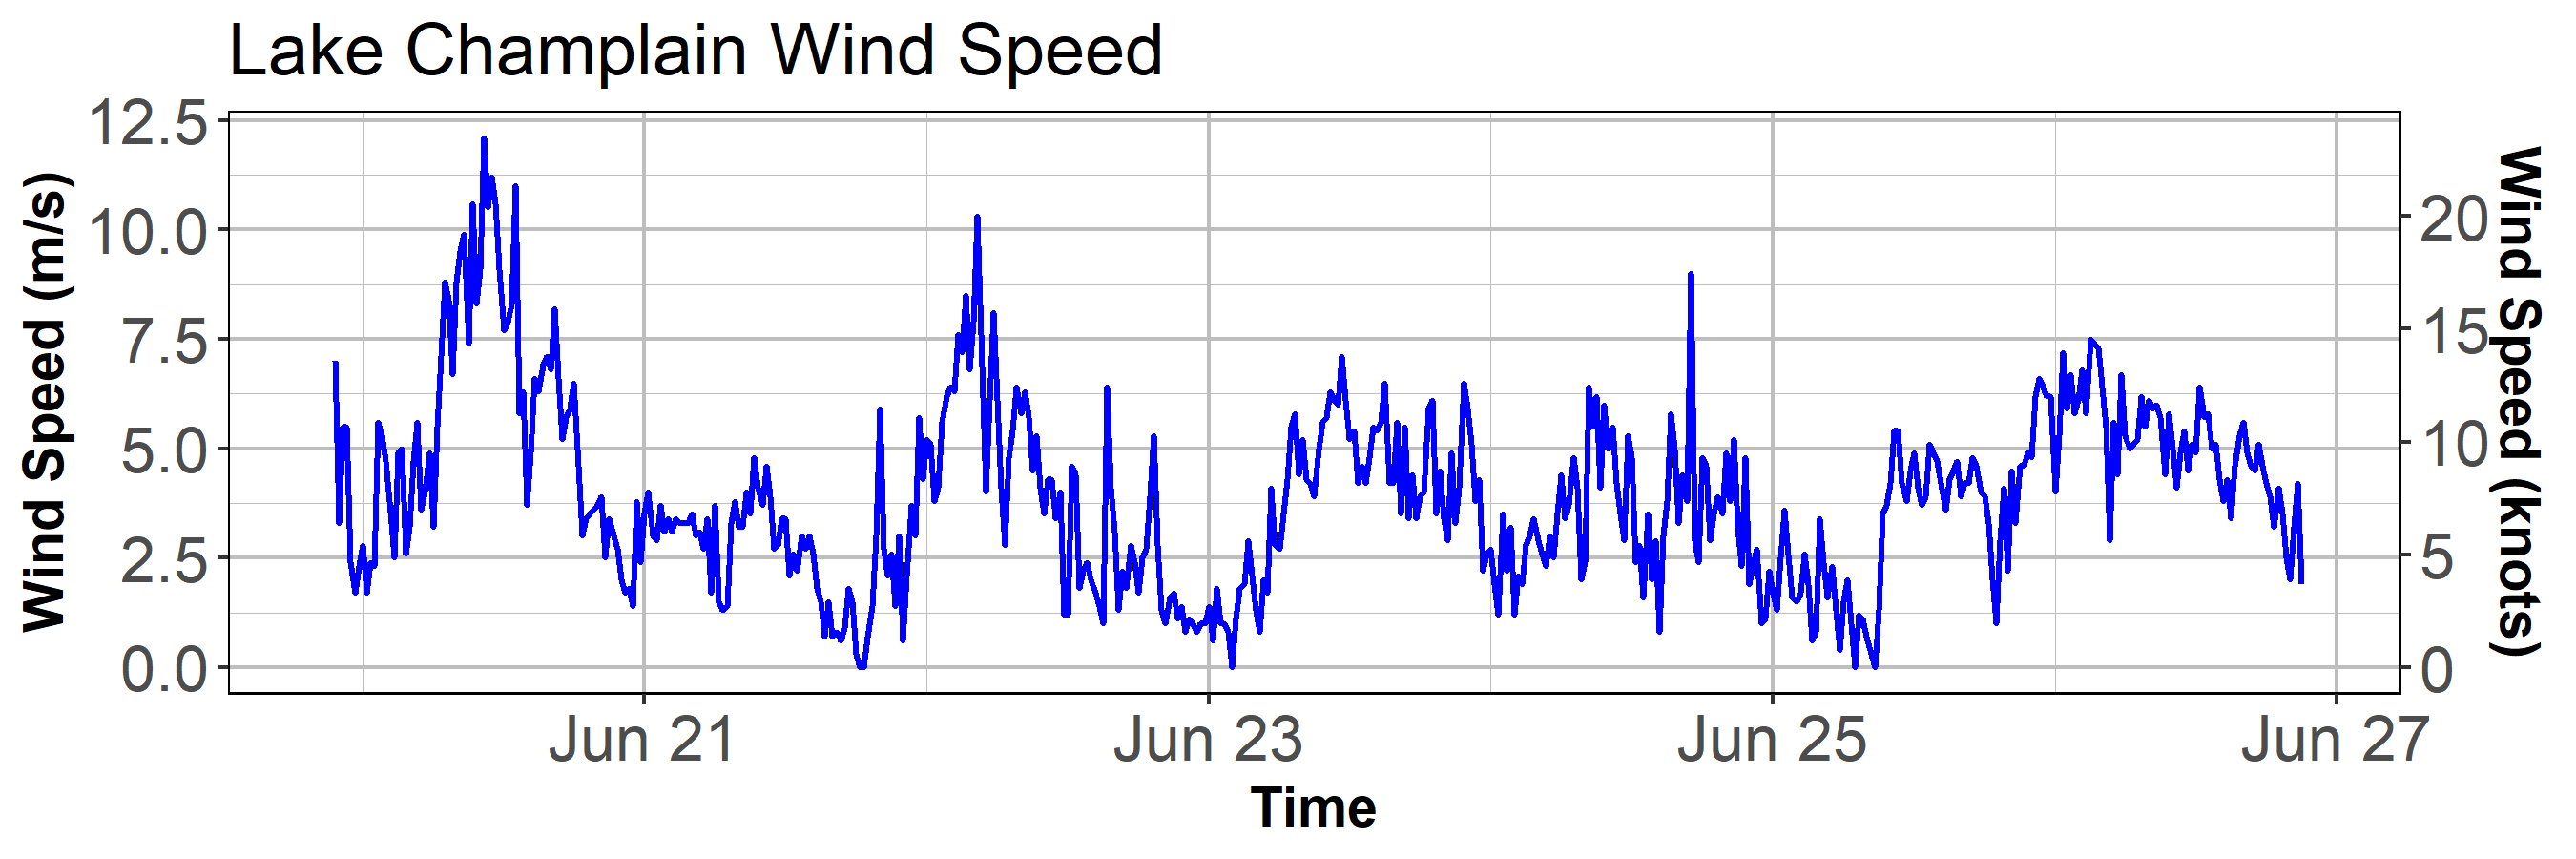 Lake Champlain Wind Speed
Wind Speed (m/s)
12.5
10.0
7.5
5.0
2.5
0.0
20
15
10
5
0
Wind Speed (knots)
Jun 21
Jun 23
Jun 25
Jun 27
Time